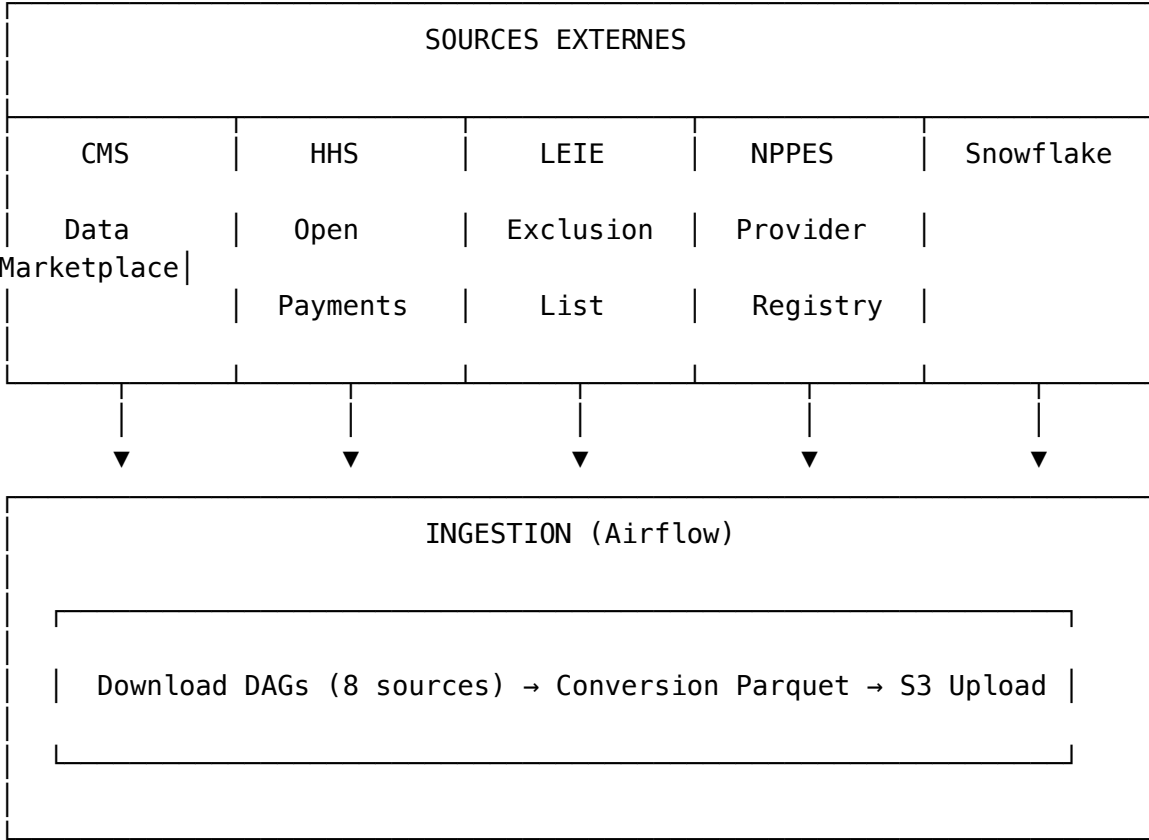 SOURCES EXTERNES
CMS │ HHS │ LEIE │ NPPES │ Snowflake
Data │ Open │ Exclusion │ Provider │
Marketplace│
│ Payments │ List │ Registry │
INGESTION (Airflow)
Download DAGs (8 sources) → Conversion Parquet → S3 Upload